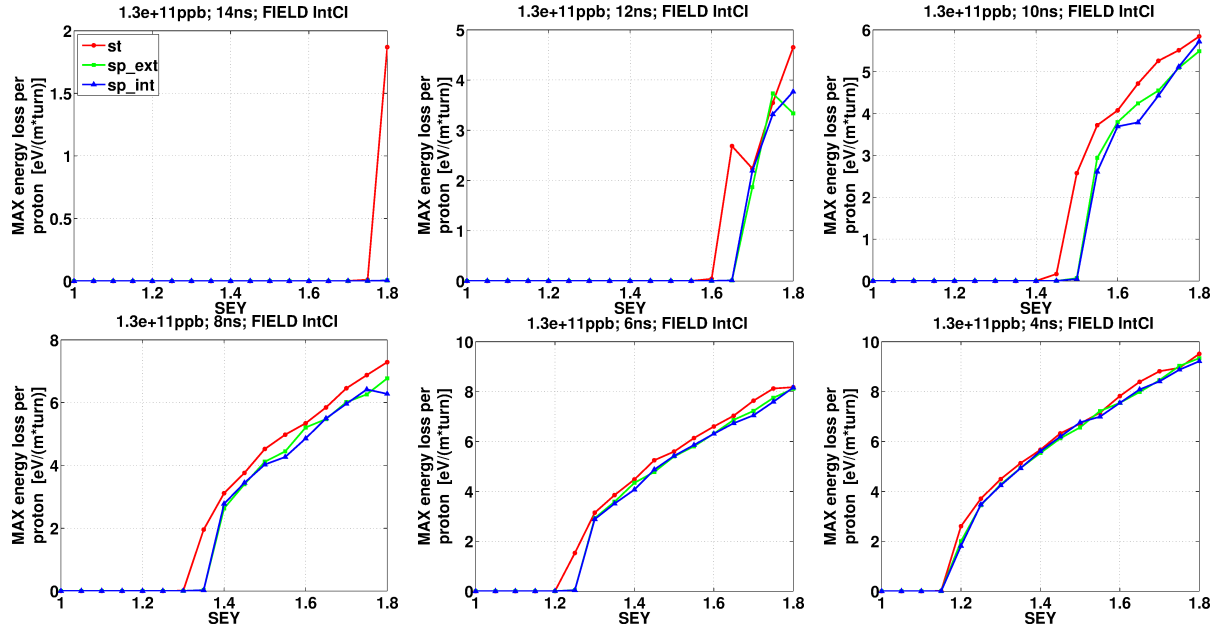 1.3e+11ppb; 14ns; FIELD IntCI
MAX energy loss per
proton [eV/(m*turn)]
2
1.5
1
0.5
0
st
sp_ext
sp_int
1
1.2
1.4
1.6
1.8
SEY
1.3e+11ppb; 12ns; FIELD IntCI
MAX energy loss per
proton [eV/(m*turn)]
5
4
3
2
1
0
1
1.2
1.4
1.6
1.8
SEY
1.3e+11ppb; 10ns; FIELD IntCI
MAX energy loss per
proton [eV/(m*turn)]
6
5
4
3
2
1
0
1
1.2
1.4
1.6
1.8
SEY
1.3e+11ppb; 8ns; FIELD IntCI
MAX energy loss per
proton [eV/(m*turn)]
8
6
4
2
0
1
1.2
1.4
1.6
1.8
SEY
1.3e+11ppb; 6ns; FIELD IntCI
MAX energy loss per
proton [eV/(m*turn)]
10
8
6
4
2
0
1
1.2
1.4
1.6
1.8
SEY
1.3e+11ppb; 4ns; FIELD IntCI
MAX energy loss per
proton [eV/(m*turn)]
10
8
6
4
2
0
1
1.2
1.4
1.6
1.8
SEY